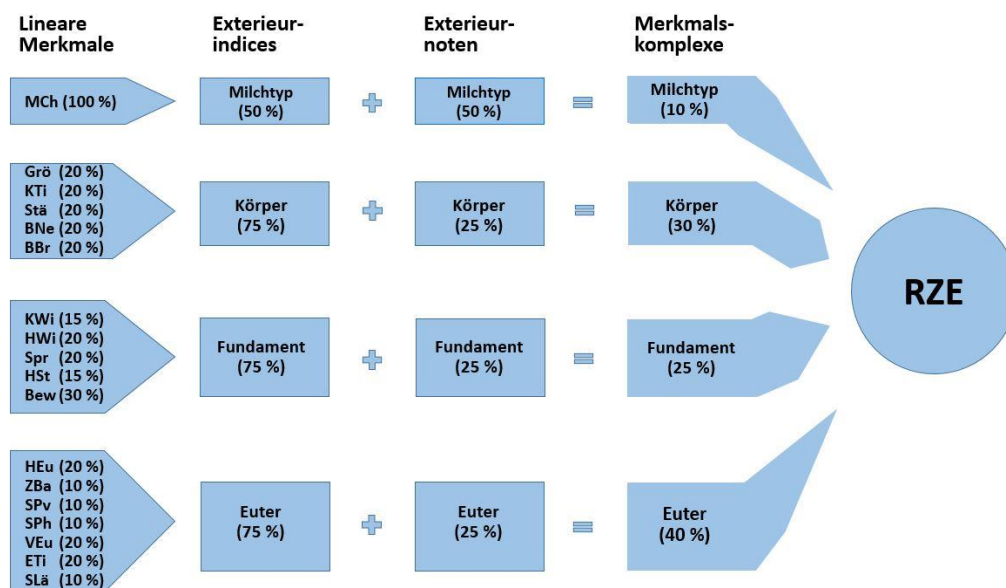 Lineare
Merkmale
Exterieur-
indices
Exterieur-
noten
Merkmals-
komplexe
MCh (100 %)
Milchtyp
(50 %)
+
Milchtyp
(50 %)
=
Milchtyp
(10 %)
Grö (20 %)
KTi (20 %)
Stä (20 %)
BNe (20 %)
BBr (20 %)
Körper
(75 %)
+
Körper
(25 %)
=
Körper
(30 %)
KWi (15 %)
HWi (20 %)
Spr (20 %)
HSt (15 %)
Bew (30 %)
Fundament
(75 %)
+
Fundament
(25 %)
=
Fundament
(25 %)
HEu (20 %)
ZBa (10 %)
SPv (10 %)
SPh (10 %)
VEu (20 %)
ETi (20 %)
SLä (10 %)
Euter
(75 %)
+
Euter
(25 %)
=
Euter
(40 %)
RZE